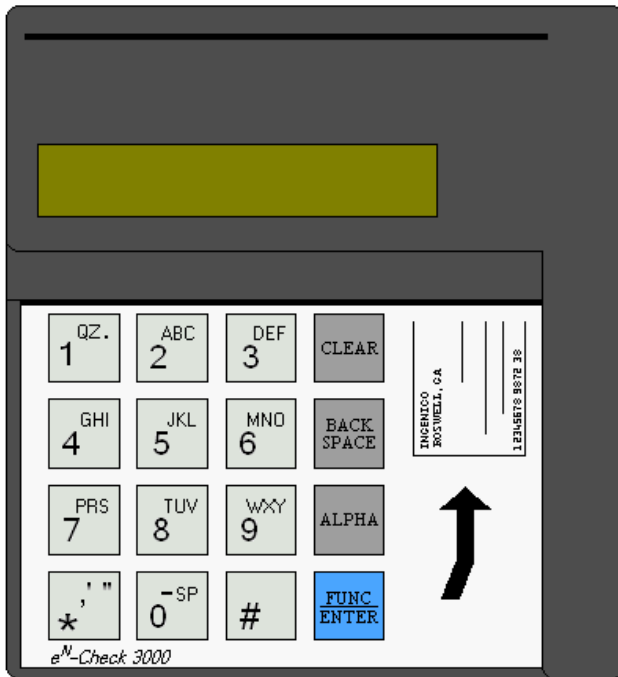 QZ.
1
ABC
2
DEF
3
CLEAR
GHI
4
JKL
5
MNO
6
BACK
SPACE
PRS
7
TUV
8
WXY
9
ALPHA
,' "
*
-SP
0
#
FUNC
ENTER
eN-Check 3000
INGENICO
ROSWELL, GA
12345678 9872 38